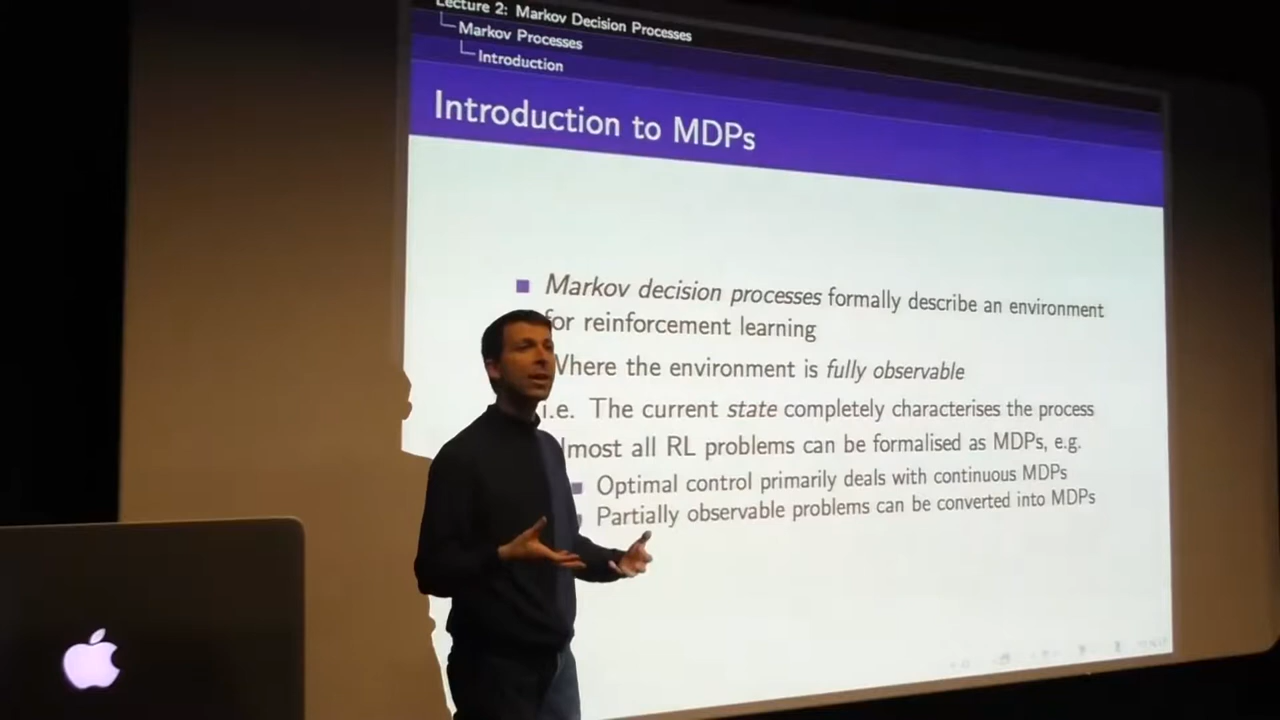 Lecture 2: Markov Decision Processes
Markov Processes
Introduction
Introduction to MDPs
Markov decision processes formally describe an environment
for reinforcement learning
Where the environment is fully observable
i.e. The current state completely characterises the process
lmost all RL problems can be formalised as MDPs, e.g.
Optimal control primarily deals with continuous MDPs
Partially observable problems can be converted into MDPs